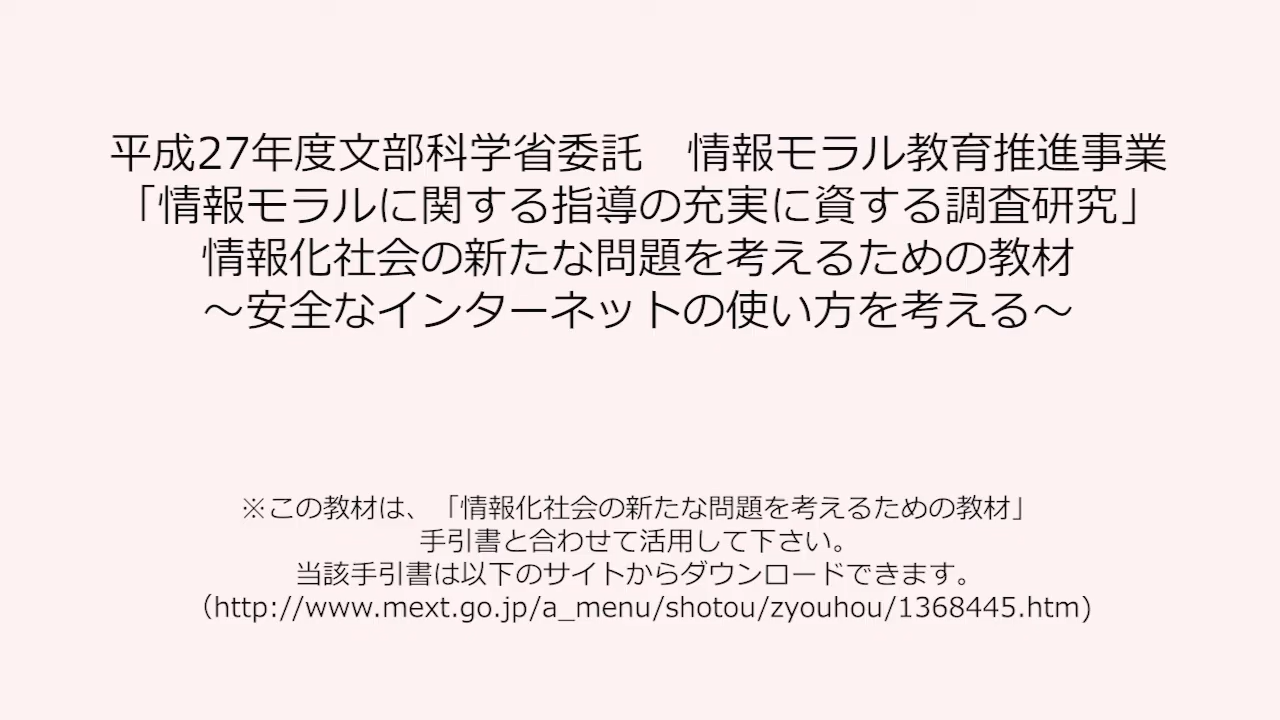 平成27年度文部科学省委託　情報モラル教育推進事業
「情報モラルに関する指導の充実に資する調査研究」
情報化社会の新たな問題を考えるための教材
～安全なインターネットの使い方を考える～
※この教材は、「情報化社会の新たな問題を考えるための教材」
手引書と合わせて活用して下さい。
当該手引書は以下のサイトからダウンロードできます。
（http://www.mext.go.jp/a_menu/shotou/zyouhou/1368445.htm)